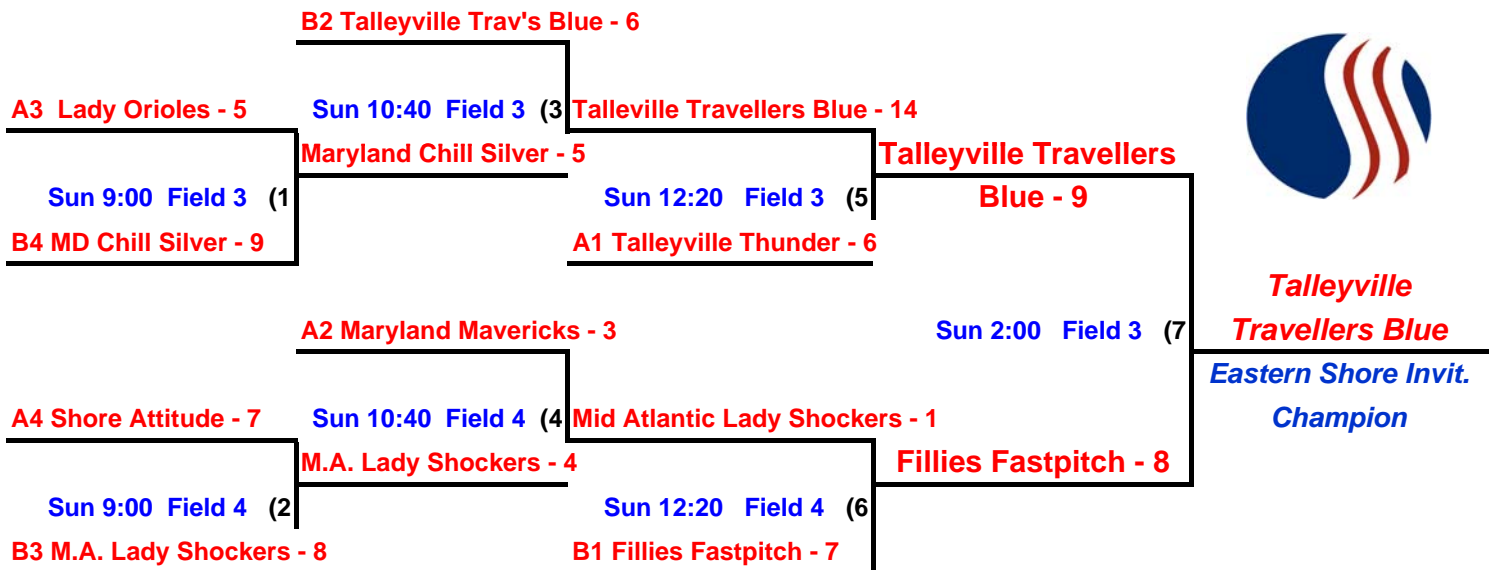 B2 Talleyville Trav's Blue - 6
A3  Lady Orioles - 5
Sun 10:40  Field 3  (3
Talleville Travellers Blue - 14
Maryland Chill Silver - 5
Talleyville Travellers
Blue - 9
Sun 9:00  Field 3   (1
Sun 12:20   Field 3   (5
B4 MD Chill Silver - 9
A1 Talleyville Thunder - 6
Talleyville
Travellers Blue
A2 Maryland Mavericks - 3
Sun 2:00   Field 3   (7
Eastern Shore Invit.
Champion
A4 Shore Attitude - 7
Sun 10:40  Field 4  (4
Mid Atlantic Lady Shockers - 1
M.A. Lady Shockers - 4
Fillies Fastpitch - 8
Sun 9:00  Field 4   (2
Sun 12:20   Field 4   (6
B3 M.A. Lady Shockers - 8
B1 Fillies Fastpitch - 7